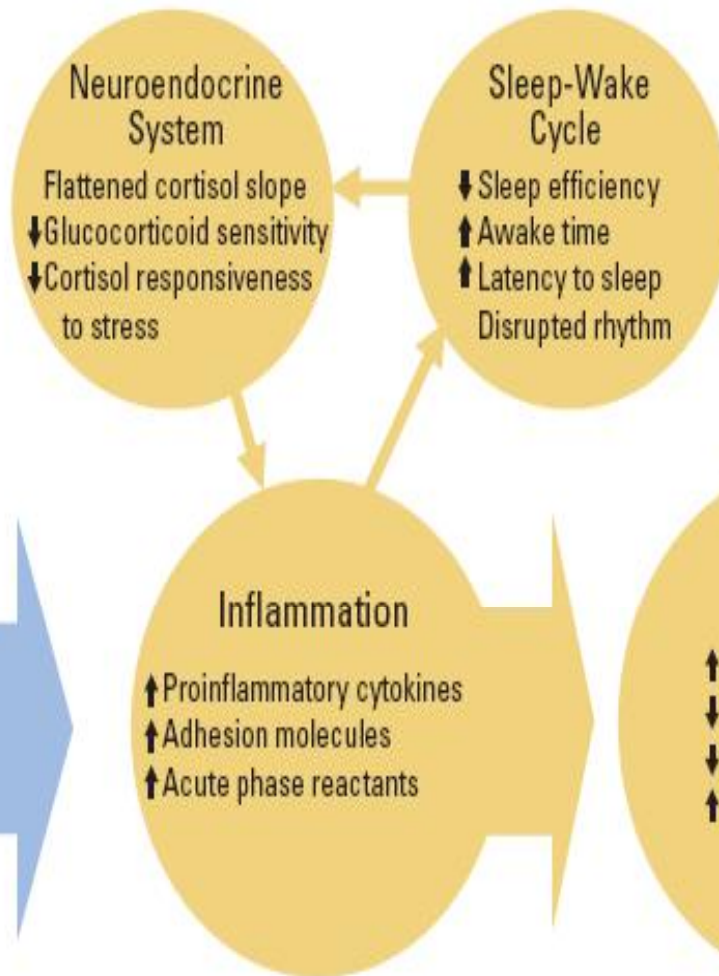 Neuroendocrine
System
Flattened cortisol slope
↓Glucocorticoid sensitivity
↓Cortisol responsiveness
to stress
Sleep-Wake
Cycle
↓ Sleep efficiency
↑ Awake time
↑ Latency to sleep
Disrupted rhythm
Inflammation
↑ Proinflammatory cytokines
↑ Adhesion molecules
↑ Acute phase reactants
↑
↓
↓
↑